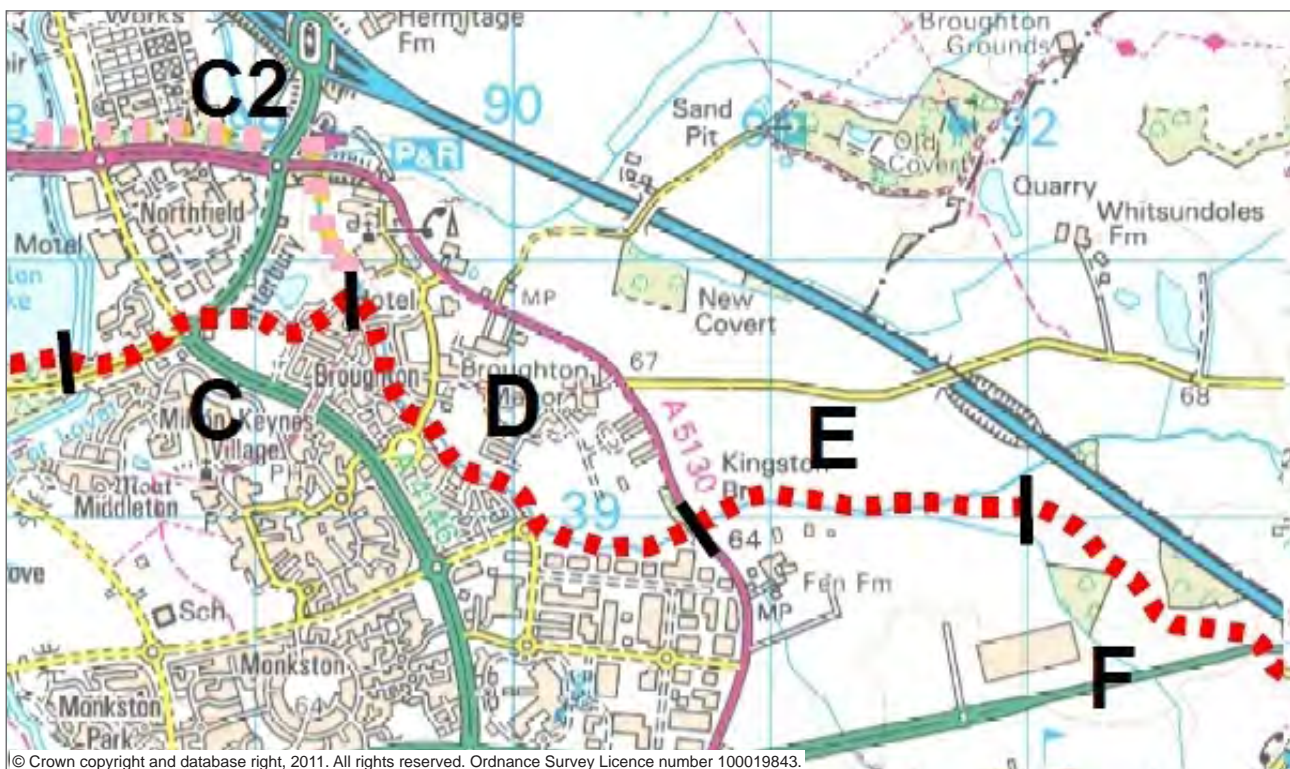 Works
Hermitage
Fm
Broughton
Grounds
C2
90
92
Sand
Pit
P&R
Old
Covert
Quarry
Northfield
Whitsundoles
Fm
Motel
MP
New
Covert
Hotel
67
Broughton
Broughton
Manor
68
C
D
E
A5130
Milton Keynes
Village
P
Kingston
Br
Middleton
A4146
39
64
P
Fen Fm
MP
Sch
F
Monkston
64
Monkston
Park
© Crown copyright and database right, 2011. All rights reserved. Ordnance Survey Licence number 100019843.